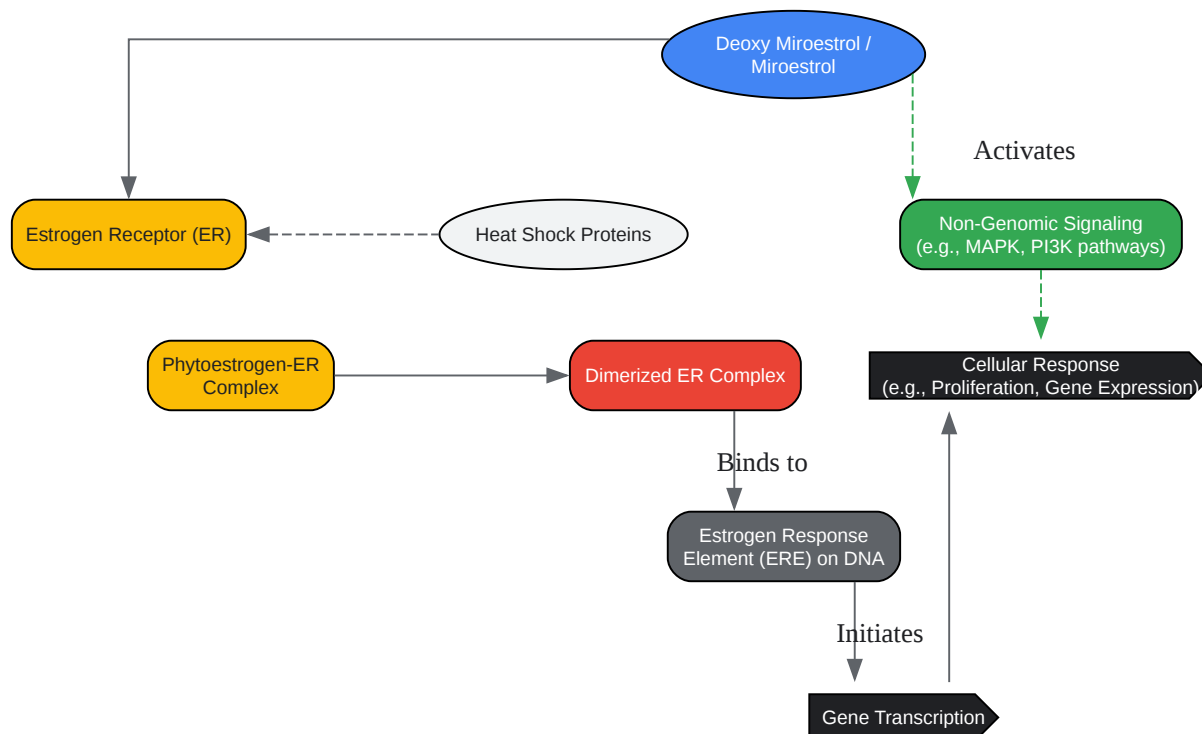 Deoxy Miroestrol /
Miroestrol
Activates
Estrogen Receptor (ER)
Heat Shock Proteins
Non-Genomic Signaling
(e.g., MAPK, PI3K pathways)
Phytoestrogen-ER
Complex
Dimerized ER Complex
Cellular Response
(e.g., Proliferation, Gene Expression)
Binds to
Estrogen Response
Element (ERE) on DNA
Initiates
Gene Transcription